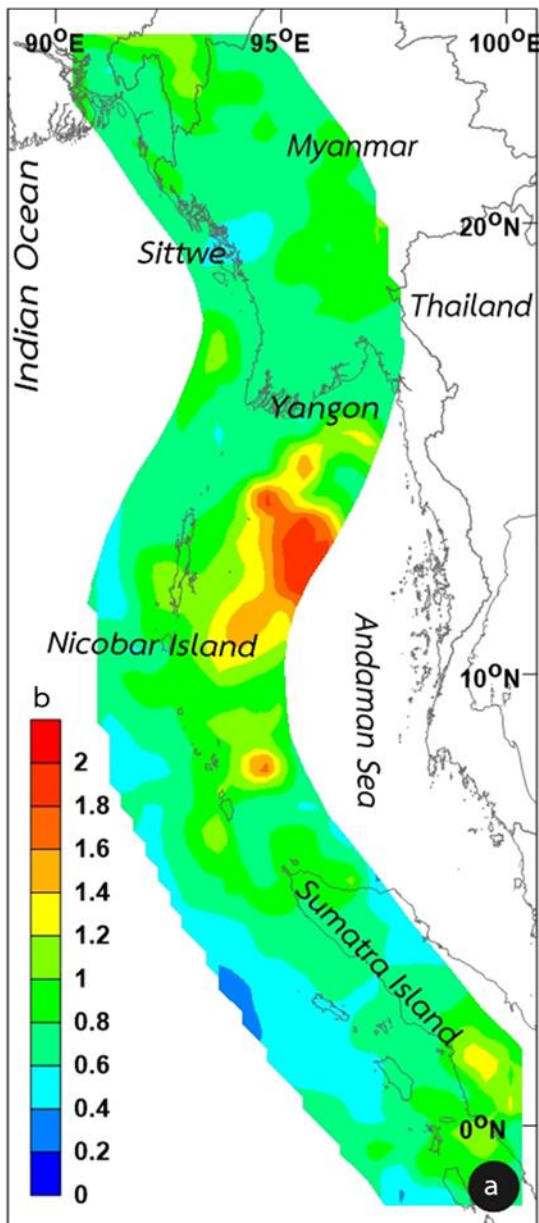 90°E 95°E 100°E
Myanmar
20°N
Sittwe
Indian Ocean
Thailand
Yangon
Nicobar Island
10°N
Andaman Sea
b
2
1.8
1.6
1.4
1.2
1
0.8
0.6
0.4
0.2
0
Sumatra Island
0°N
a